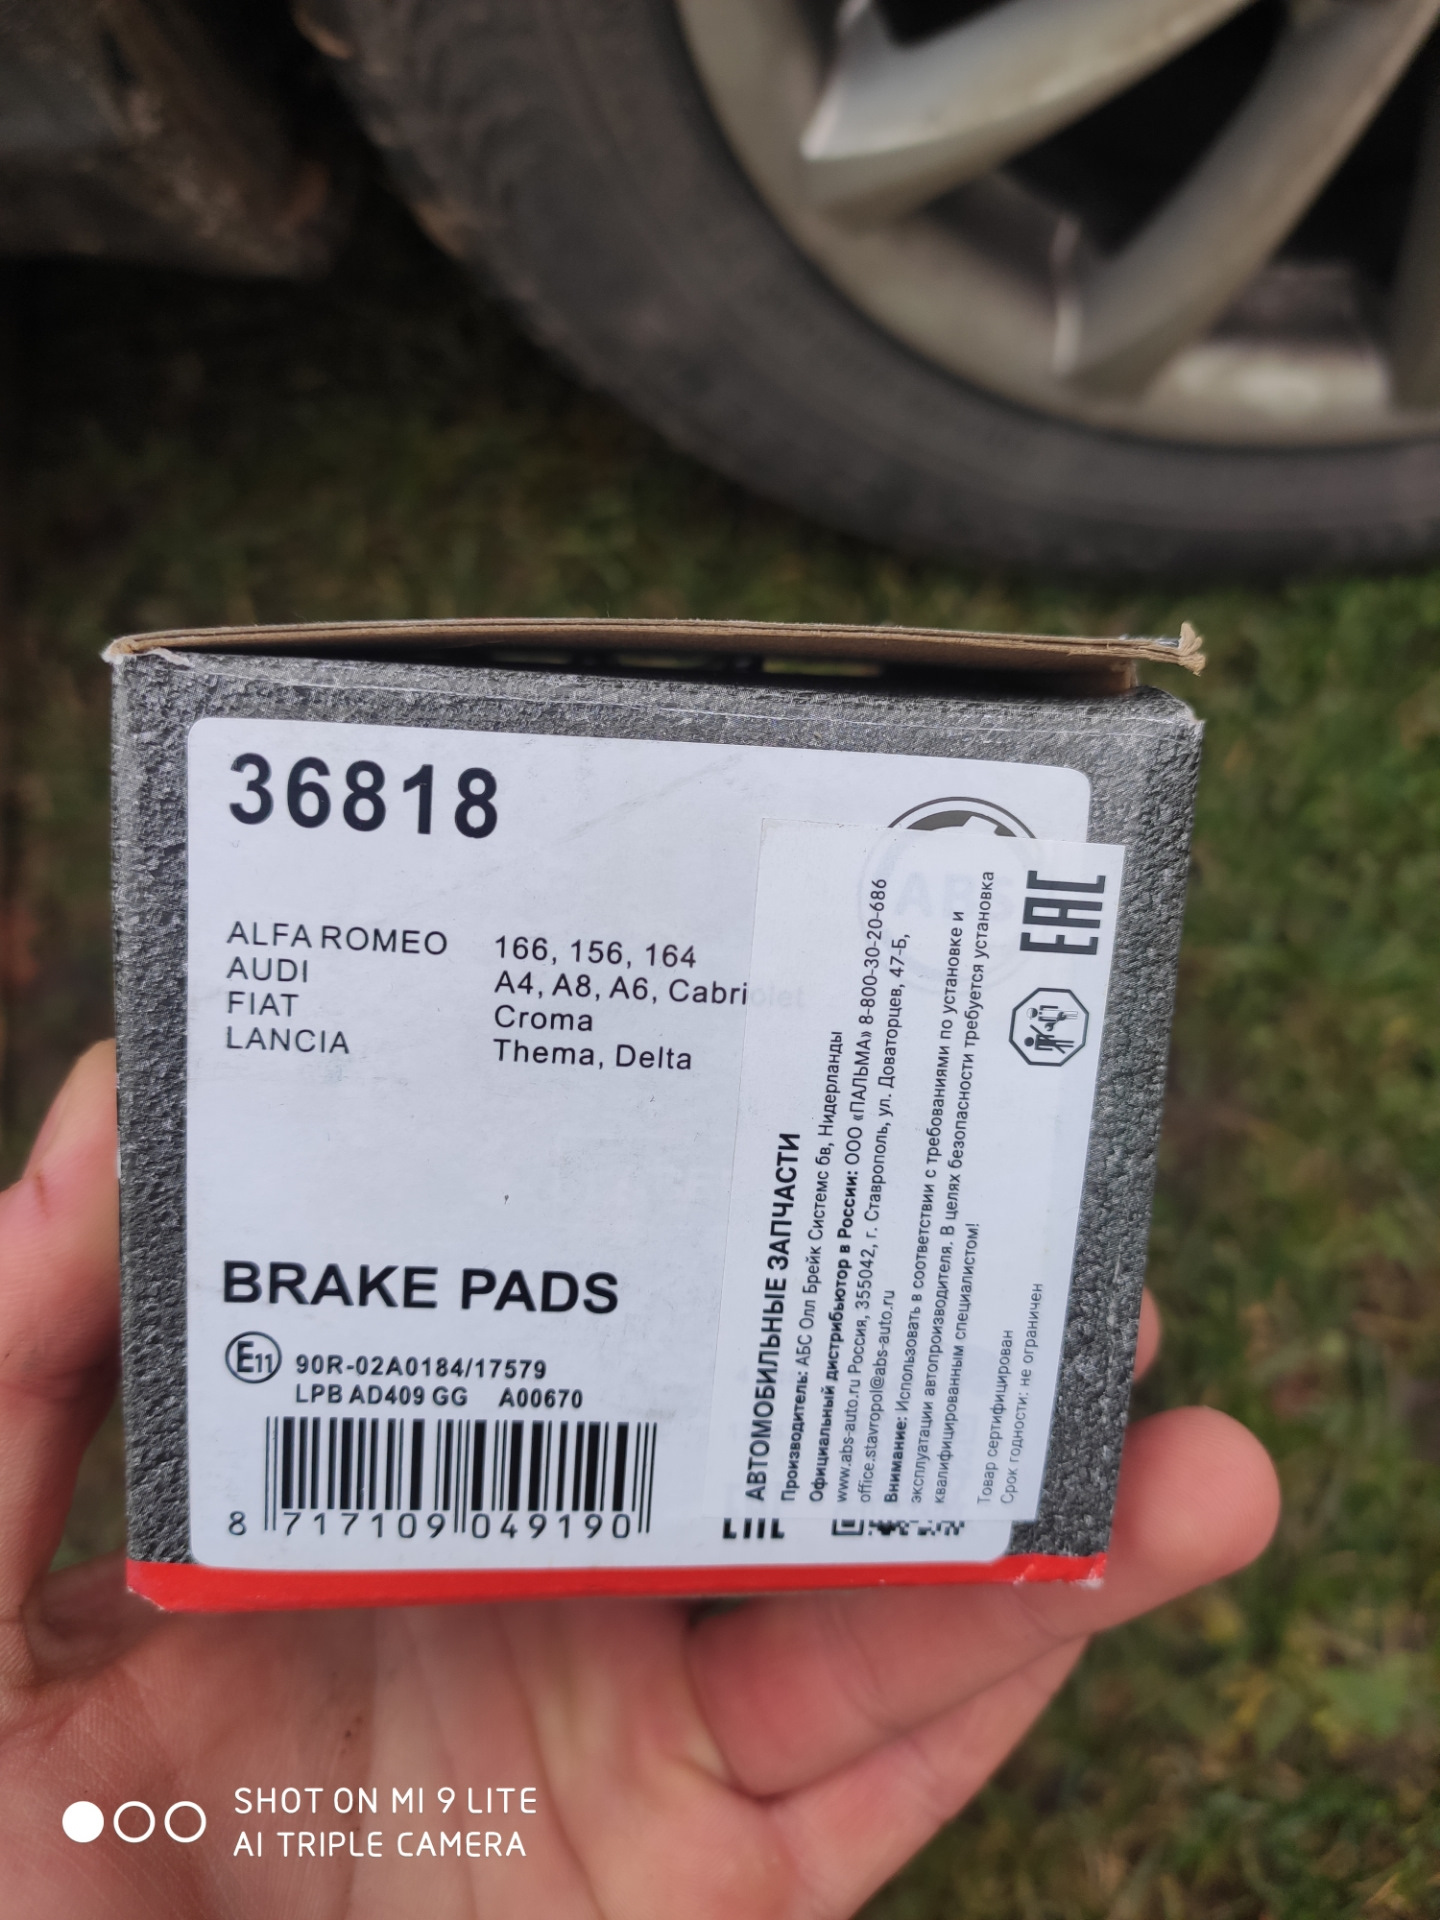 36818
ALFA ROMEO 166, 156, 164
AUDI A4, A8, A6, Cabriolet
FIAT Croma
LANCIA Thema, Delta
BRAKE PADS
E11 90R-02A0184/17579
LPB AD409 GG A00670
8 717109 049190
ABS
EAC
АВТОМОБИЛЬНЫЕ ЗАПЧАСТИ
Производитель: АБС Олл Брейк Системс бв, Нидерланды
Официальный дистрибьютор в России: ООО «ПАЛЬМА» 8-800-30-20-686
www.abs-auto.ru Россия, 355042, г. Ставрополь, ул. Доваторцев, 47-Б,
office.stavropol@abs-auto.ru
Внимание: Использовать в соответствии с требованиями по установке и
эксплуатации автопроизводителя. В целях безопасности требуется установка
квалифицированным специалистом!
Товар сертифицирован
Срок годности: не ограничен
SHOT ON MI 9 LITE
AI TRIPLE CAMERA